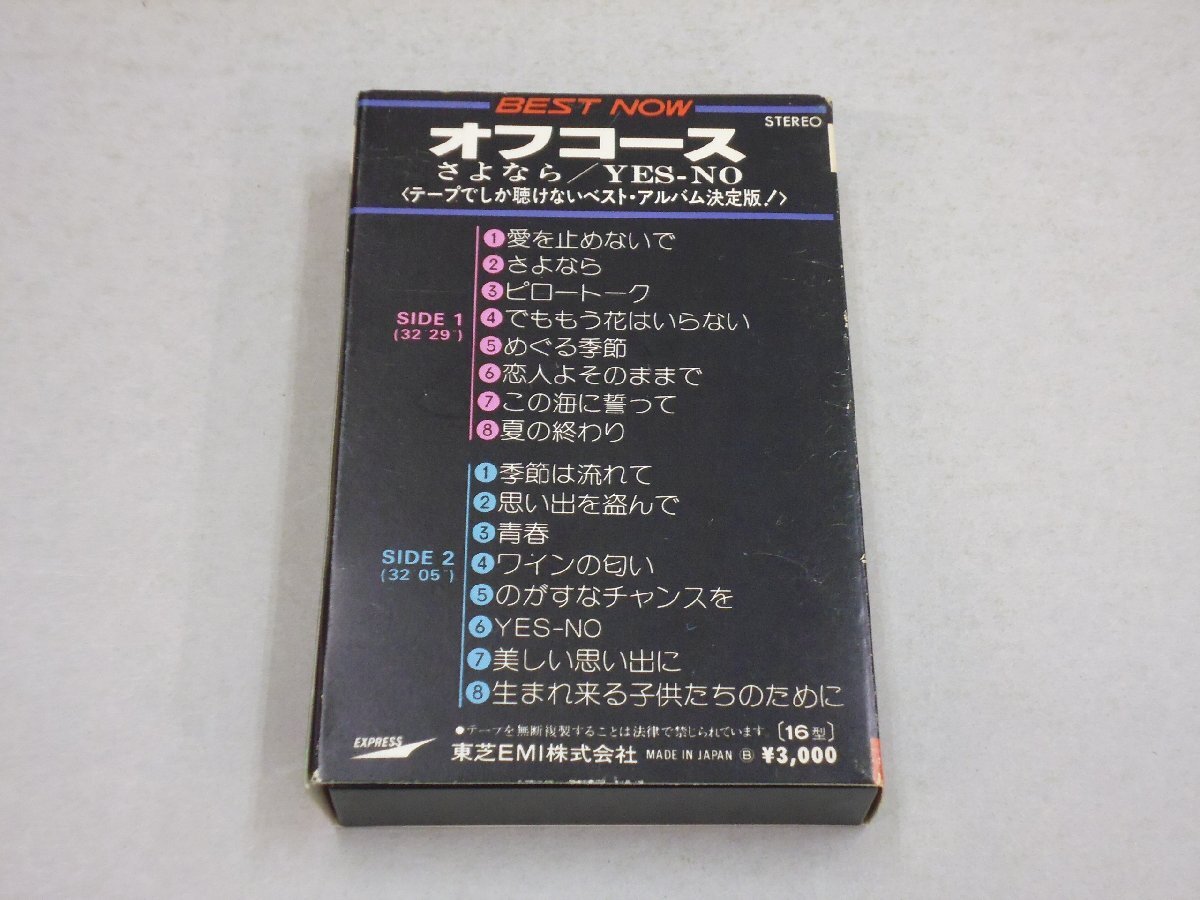 BEST NOW
STEREO
オフコース
さよなら/YES-NO
〈テープでしか聴けないベスト・アルバム決定版!〉
SIDE 1
(32'29")
①愛を止めないで
②さよなら
③ピロートーク
④でももう花はいらない
⑤めぐる季節
⑥恋人よそのままで
⑦この海に誓って
⑧夏の終わり
SIDE 2
(32'05")
①季節は流れて
②思い出を盗んで
③青春
④ワインの匂い
⑤のがすなチャンスを
⑥YES-NO
⑦美しい思い出に
⑧生まれ来る子供たちのために
●テープを無断複製することは法律で禁じられています。〔16型〕
EXPRESS 東芝EMI株式会社 MADE IN JAPAN Ⓑ ¥3,000